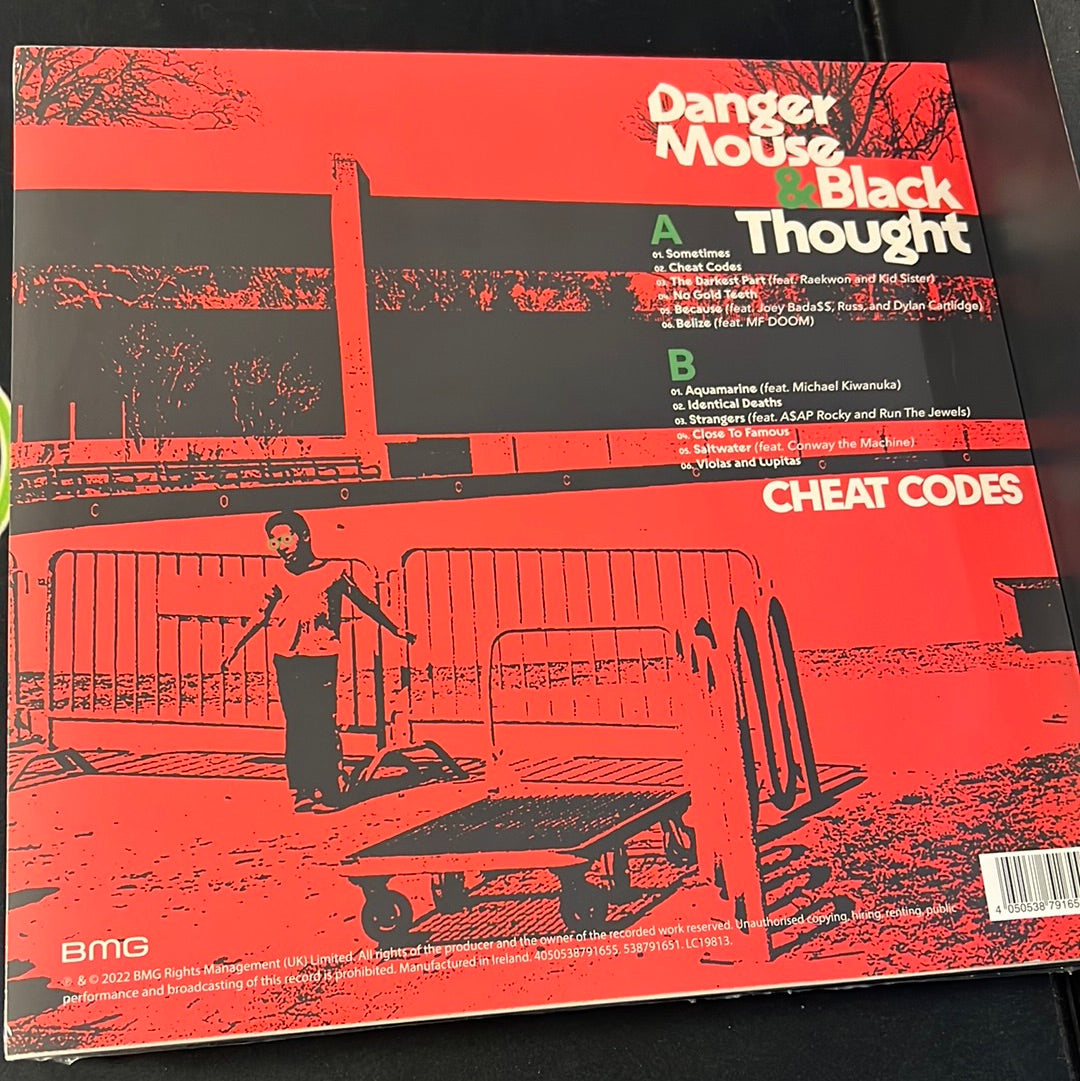 Danger
Mouse
& Black
Thought
A
01. Sometimes
02. Cheat Codes
03. The Darkest Part (feat. Raekwon and Kid Sister)
04. No Gold Teeth
05. Because (feat. Joey Bada$$, Russ, and Dylan Cartlidge)
06. Belize (feat. MF DOOM)
B
01. Aquamarine (feat. Michael Kiwanuka)
02. Identical Deaths
03. Strangers (feat. A$AP Rocky and Run The Jewels)
04. Close To Famous
05. Saltwater (feat. Conway the Machine)
06. Violas and Lupitas
CHEAT CODES
4 050538 79165
BMG
℗ & © 2022 BMG Rights Management (UK) Limited. All rights of the producer and the owner of the recorded work reserved. Unauthorised copying, hiring, renting, public
performance and broadcasting of this record is prohibited. Manufactured in Ireland. 4050538791655. 538791651. LC19813.